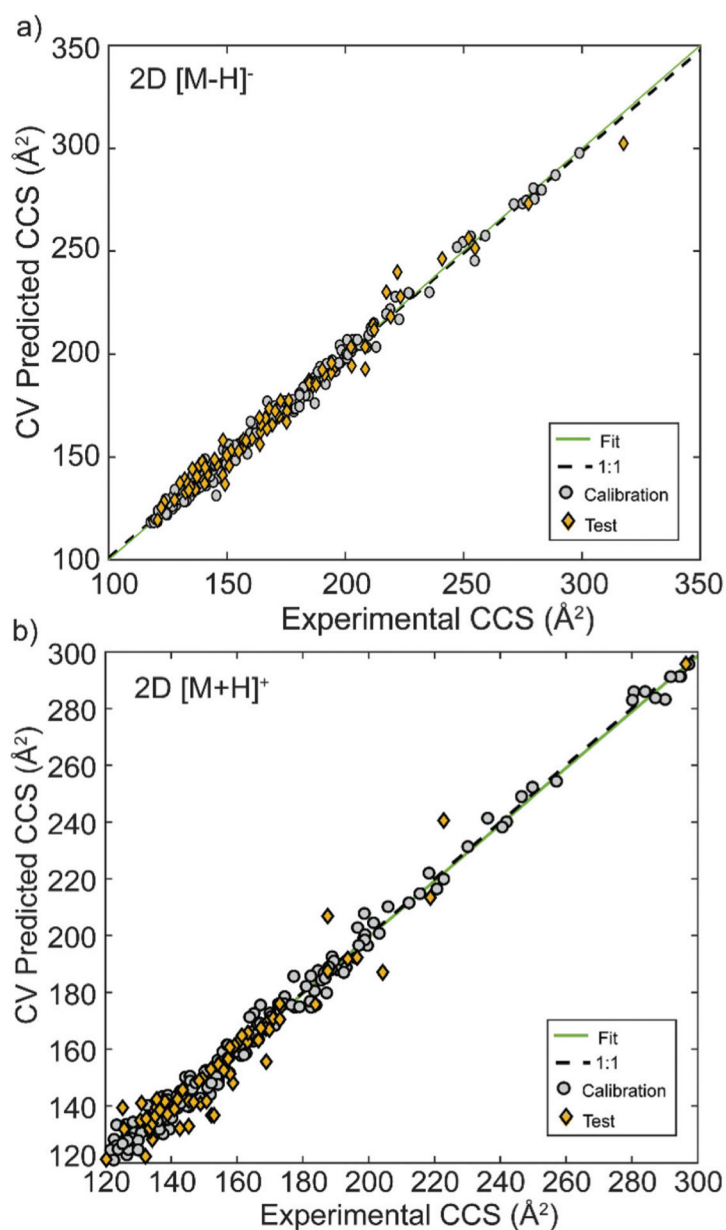 a)
350
2D [M-H]⁻
300
250
200
150
100
CV Predicted CCS (Å²)
Fit
1:1
Calibration
Test
100 150 200 250 300 350
Experimental CCS (Å²)
b)
300
2D [M+H]⁺
280
260
240
220
200
180
160
140
120
CV Predicted CCS (Å²)
Fit
1:1
Calibration
Test
120 140 160 180 200 220 240 260 280 300
Experimental CCS (Å²)